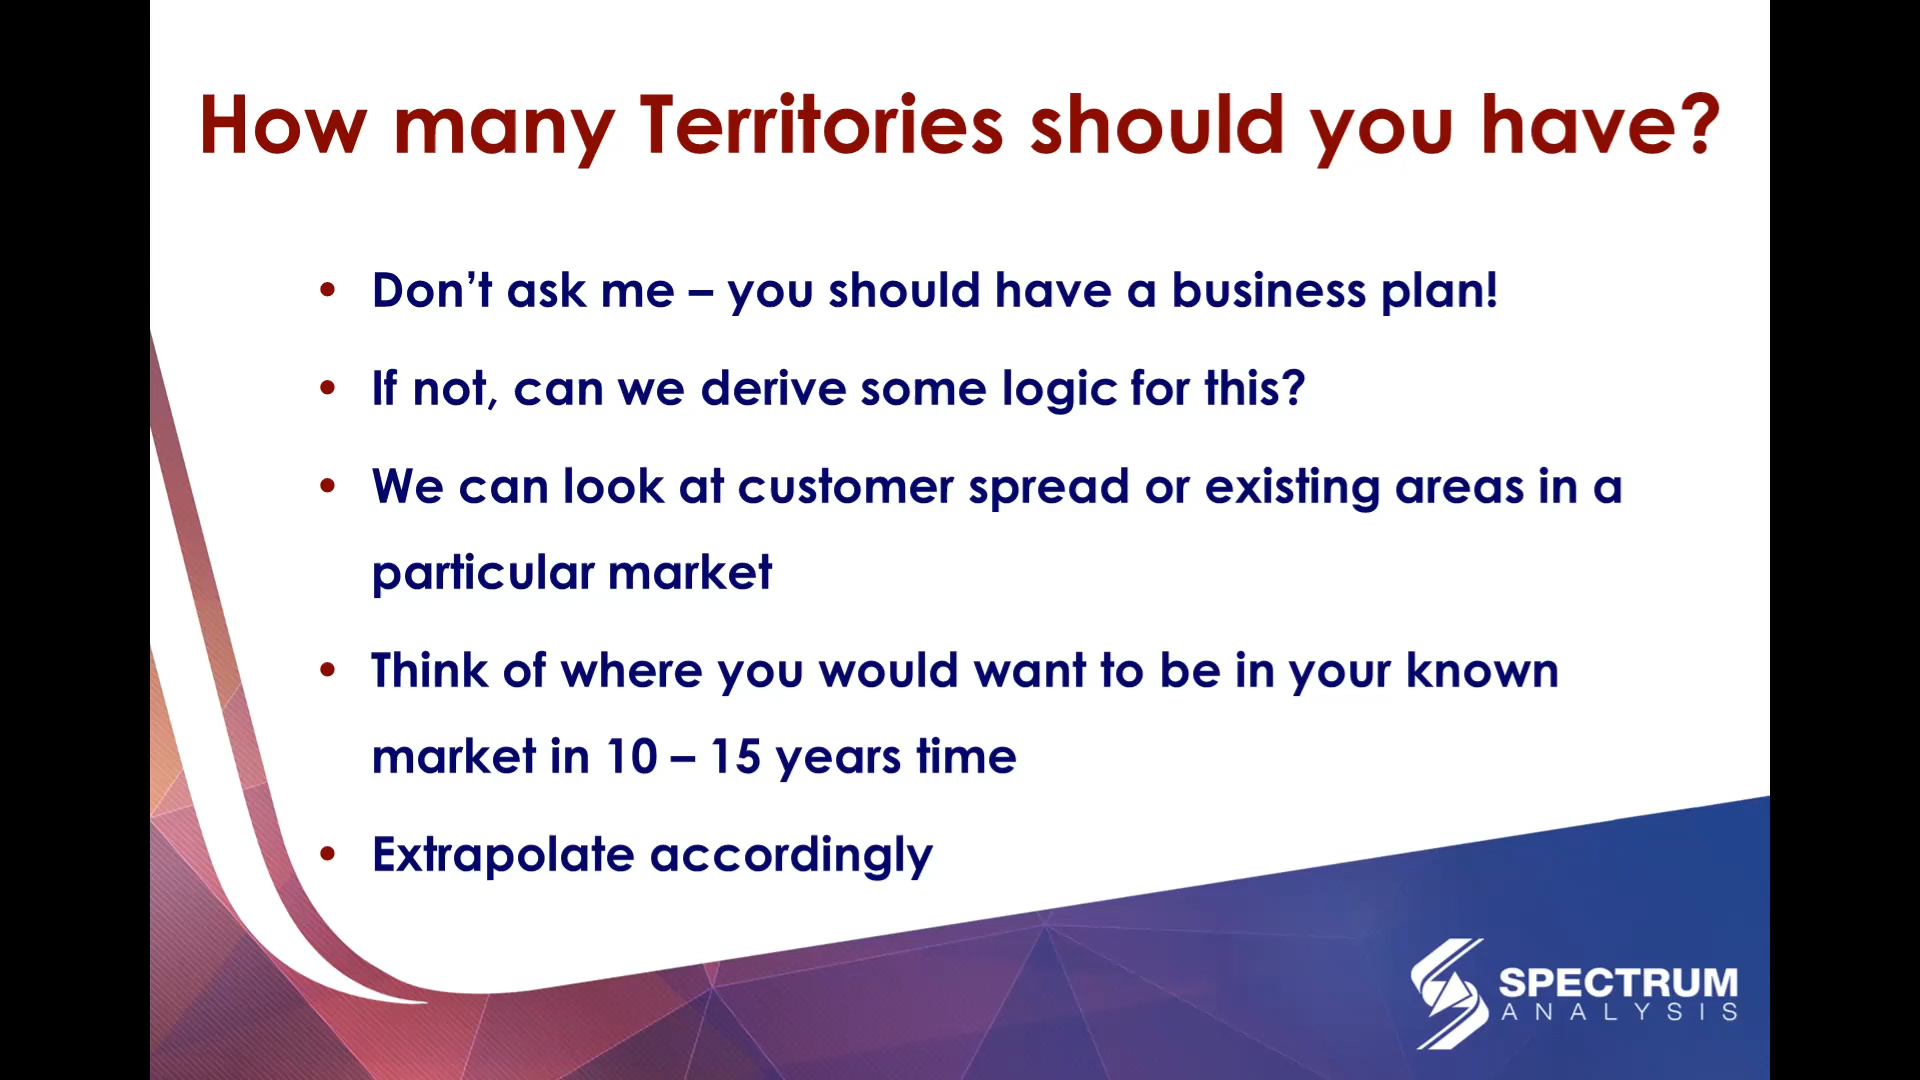 How many Territories should you have?
• Don’t ask me – you should have a business plan!
• If not, can we derive some logic for this?
• We can look at customer spread or existing areas in a
particular market
• Think of where you would want to be in your known
market in 10 – 15 years time
• Extrapolate accordingly
SPECTRUM
ANALYSIS